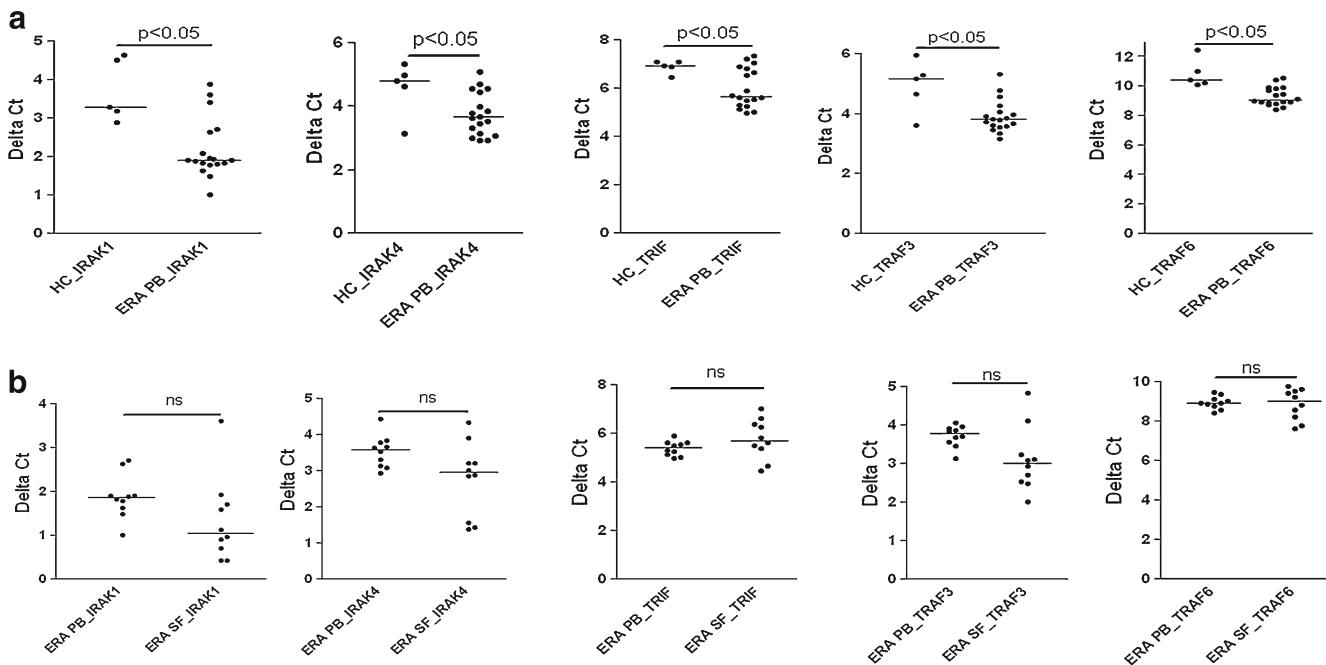 a
p<0.05
5
4
3
2
1
0
Delta Ct
HC_IRAK1
ERA PB_IRAK1
p<0.05
6
4
2
0
Delta Ct
HC_IRAK4
ERA PB_IRAK4
p<0.05
8
6
4
2
0
Delta Ct
HC_TRIF
ERA PB_TRIF
p<0.05
6
4
2
0
Delta Ct
HC_TRAF3
ERA PB_TRAF3
p<0.05
12
10
8
6
4
2
0
Delta Ct
HC_TRAF6
ERA PB_TRAF6
b
ns
4
3
2
1
0
Delta Ct
ERA PB_IRAK1
ERA SF_IRAK1
ns
5
4
3
2
1
0
Delta Ct
ERA PB_IRAK4
ERA SF_IRAK4
ns
8
6
4
2
0
Delta Ct
ERA PB_TRIF
ERA SF_TRIF
ns
5
4
3
2
1
0
Delta Ct
ERA PB_TRAF3
ERA SF_TRAF3
ns
10
8
6
4
2
0
Delta Ct
ERA PB_TRAF6
ERA SF_TRAF6